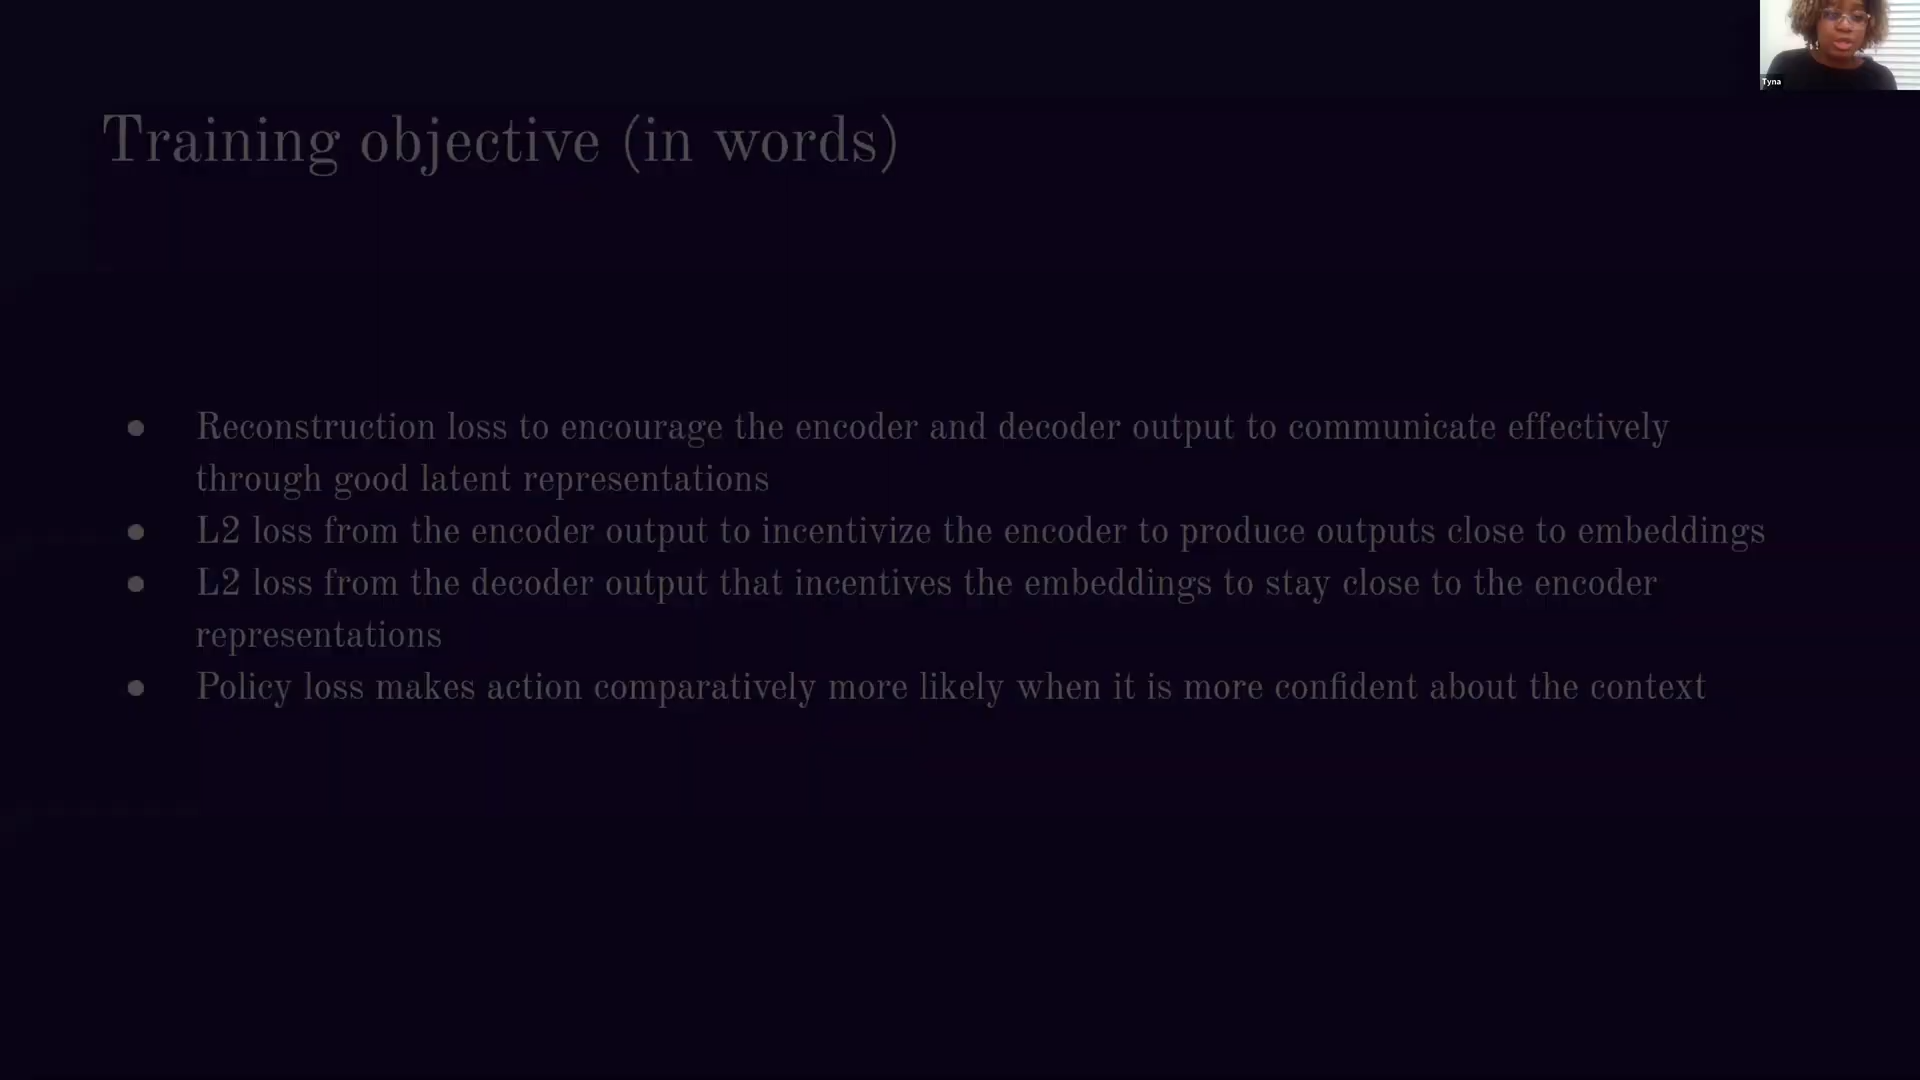 Tyna
Training objective (in words)
● Reconstruction loss to encourage the encoder and decoder output to communicate effectively
through good latent representations
● L2 loss from the encoder output to incentivize the encoder to produce outputs close to embeddings
● L2 loss from the decoder output that incentives the embeddings to stay close to the encoder
representations
● Policy loss makes action comparatively more likely when it is more confident about the context